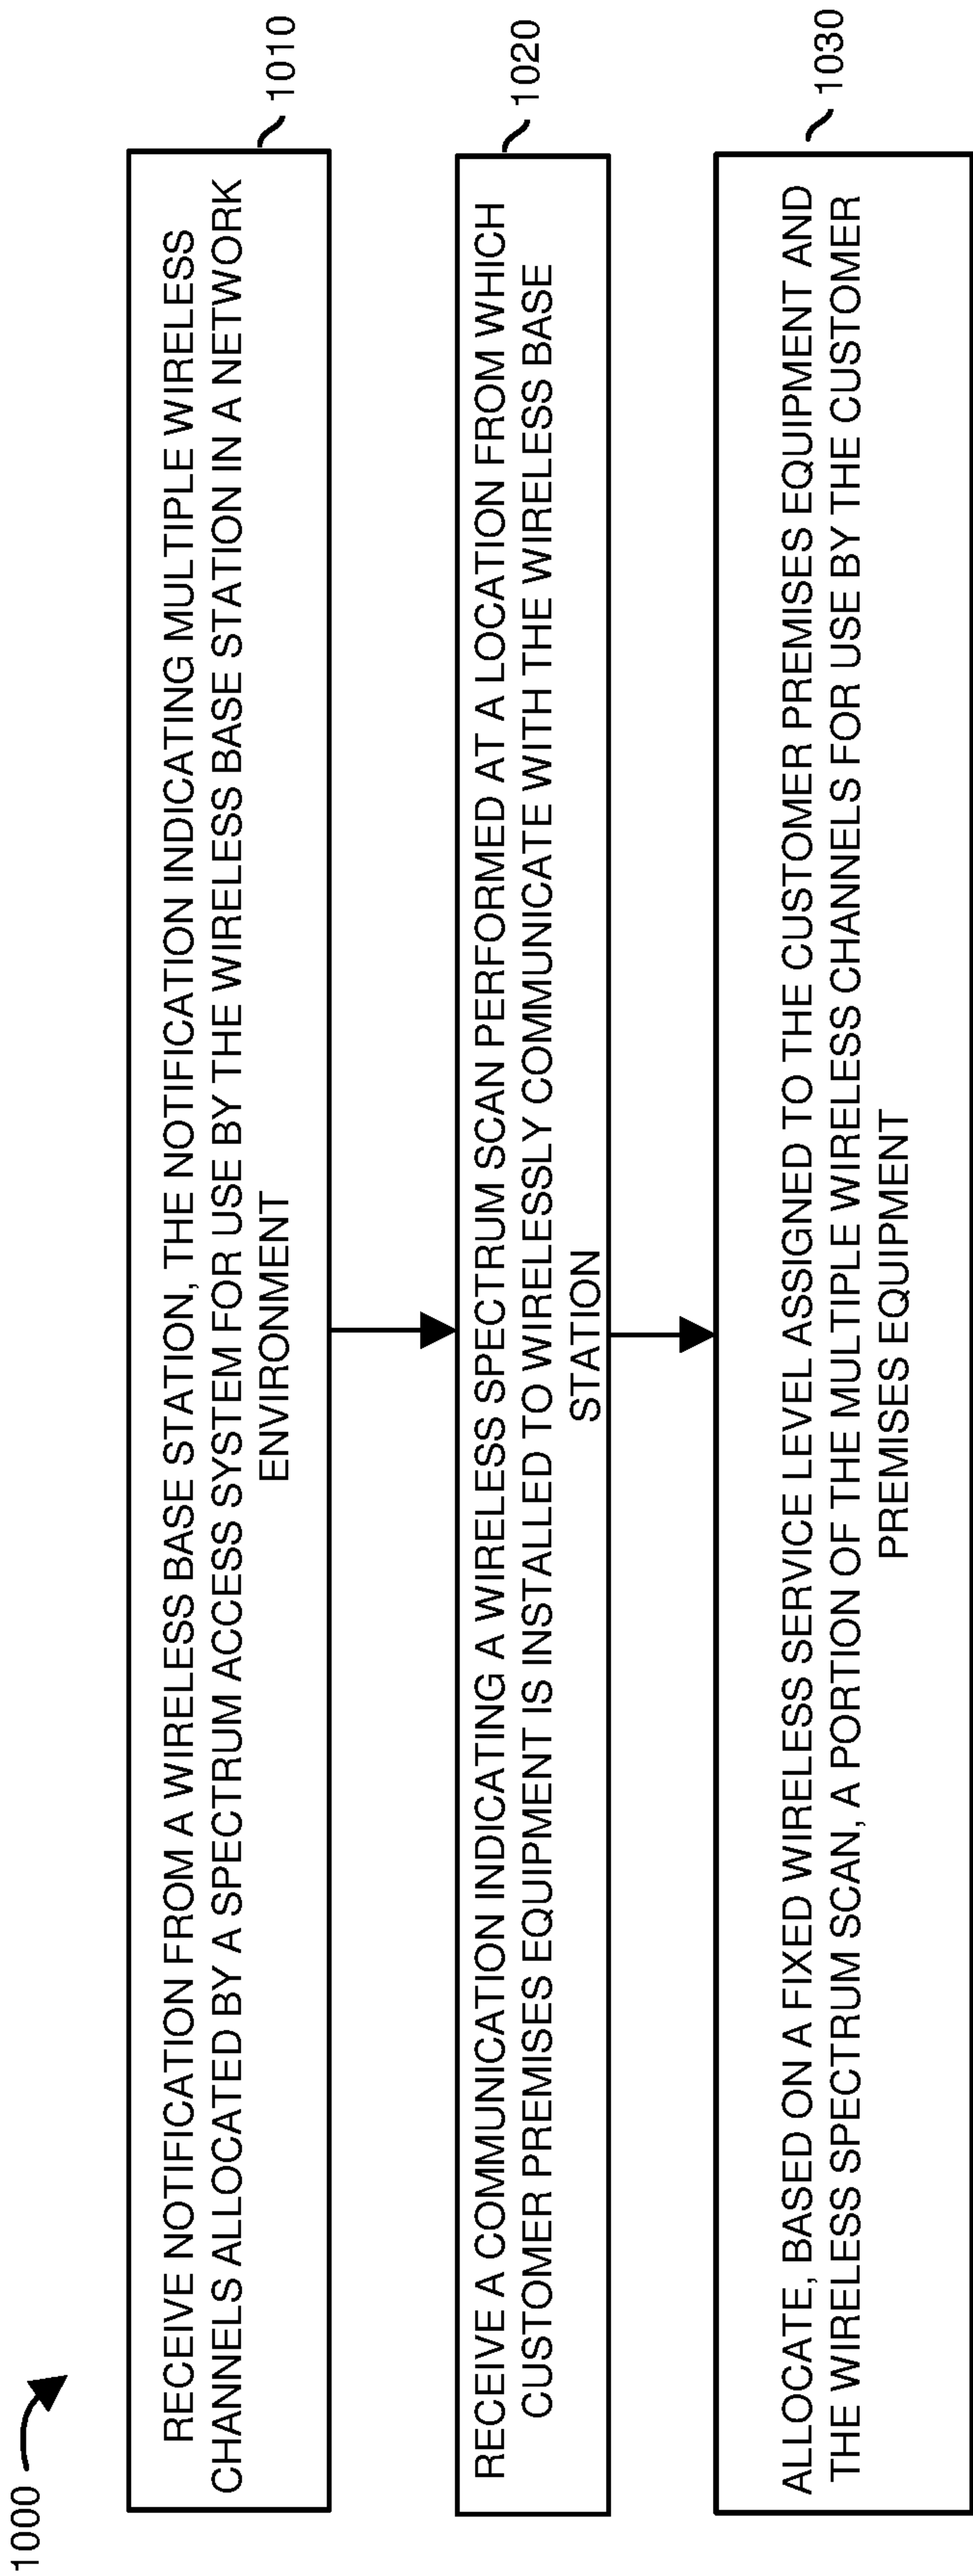 1000
RECEIVE NOTIFICATION FROM A WIRELESS BASE STATION, THE NOTIFICATION INDICATING MULTIPLE WIRELESS
CHANNELS ALLOCATED BY A SPECTRUM ACCESS SYSTEM FOR USE BY THE WIRELESS BASE STATION IN A NETWORK
ENVIRONMENT
1010
RECEIVE A COMMUNICATION INDICATING A WIRELESS SPECTRUM SCAN PERFORMED AT A LOCATION FROM WHICH
CUSTOMER PREMISES EQUIPMENT IS INSTALLED TO WIRELESSLY COMMUNICATE WITH THE WIRELESS BASE
STATION
1020
ALLOCATE, BASED ON A FIXED WIRELESS SERVICE LEVEL ASSIGNED TO THE CUSTOMER PREMISES EQUIPMENT AND
THE WIRELESS SPECTRUM SCAN, A PORTION OF THE MULTIPLE WIRELESS CHANNELS FOR USE BY THE CUSTOMER
PREMISES EQUIPMENT
1030